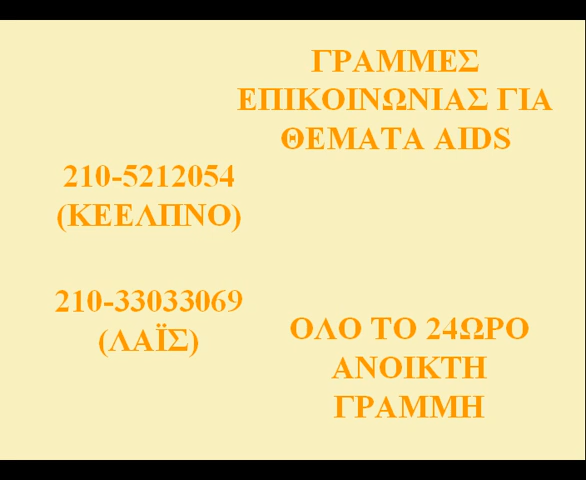 ΓΡΑΜΜΕΣ
ΕΠΙΚΟΙΝΩΝΙΑΣ ΓΙΑ
ΘΕΜΑΤΑ AIDS
210-5212054
(ΚΕΕΛΠΝΟ)
210-33033069
(ΛΑΪΣ)
ΟΛΟ ΤΟ 24ΩΡΟ
ΑΝΟΙΚΤΗ
ΓΡΑΜΜΗ